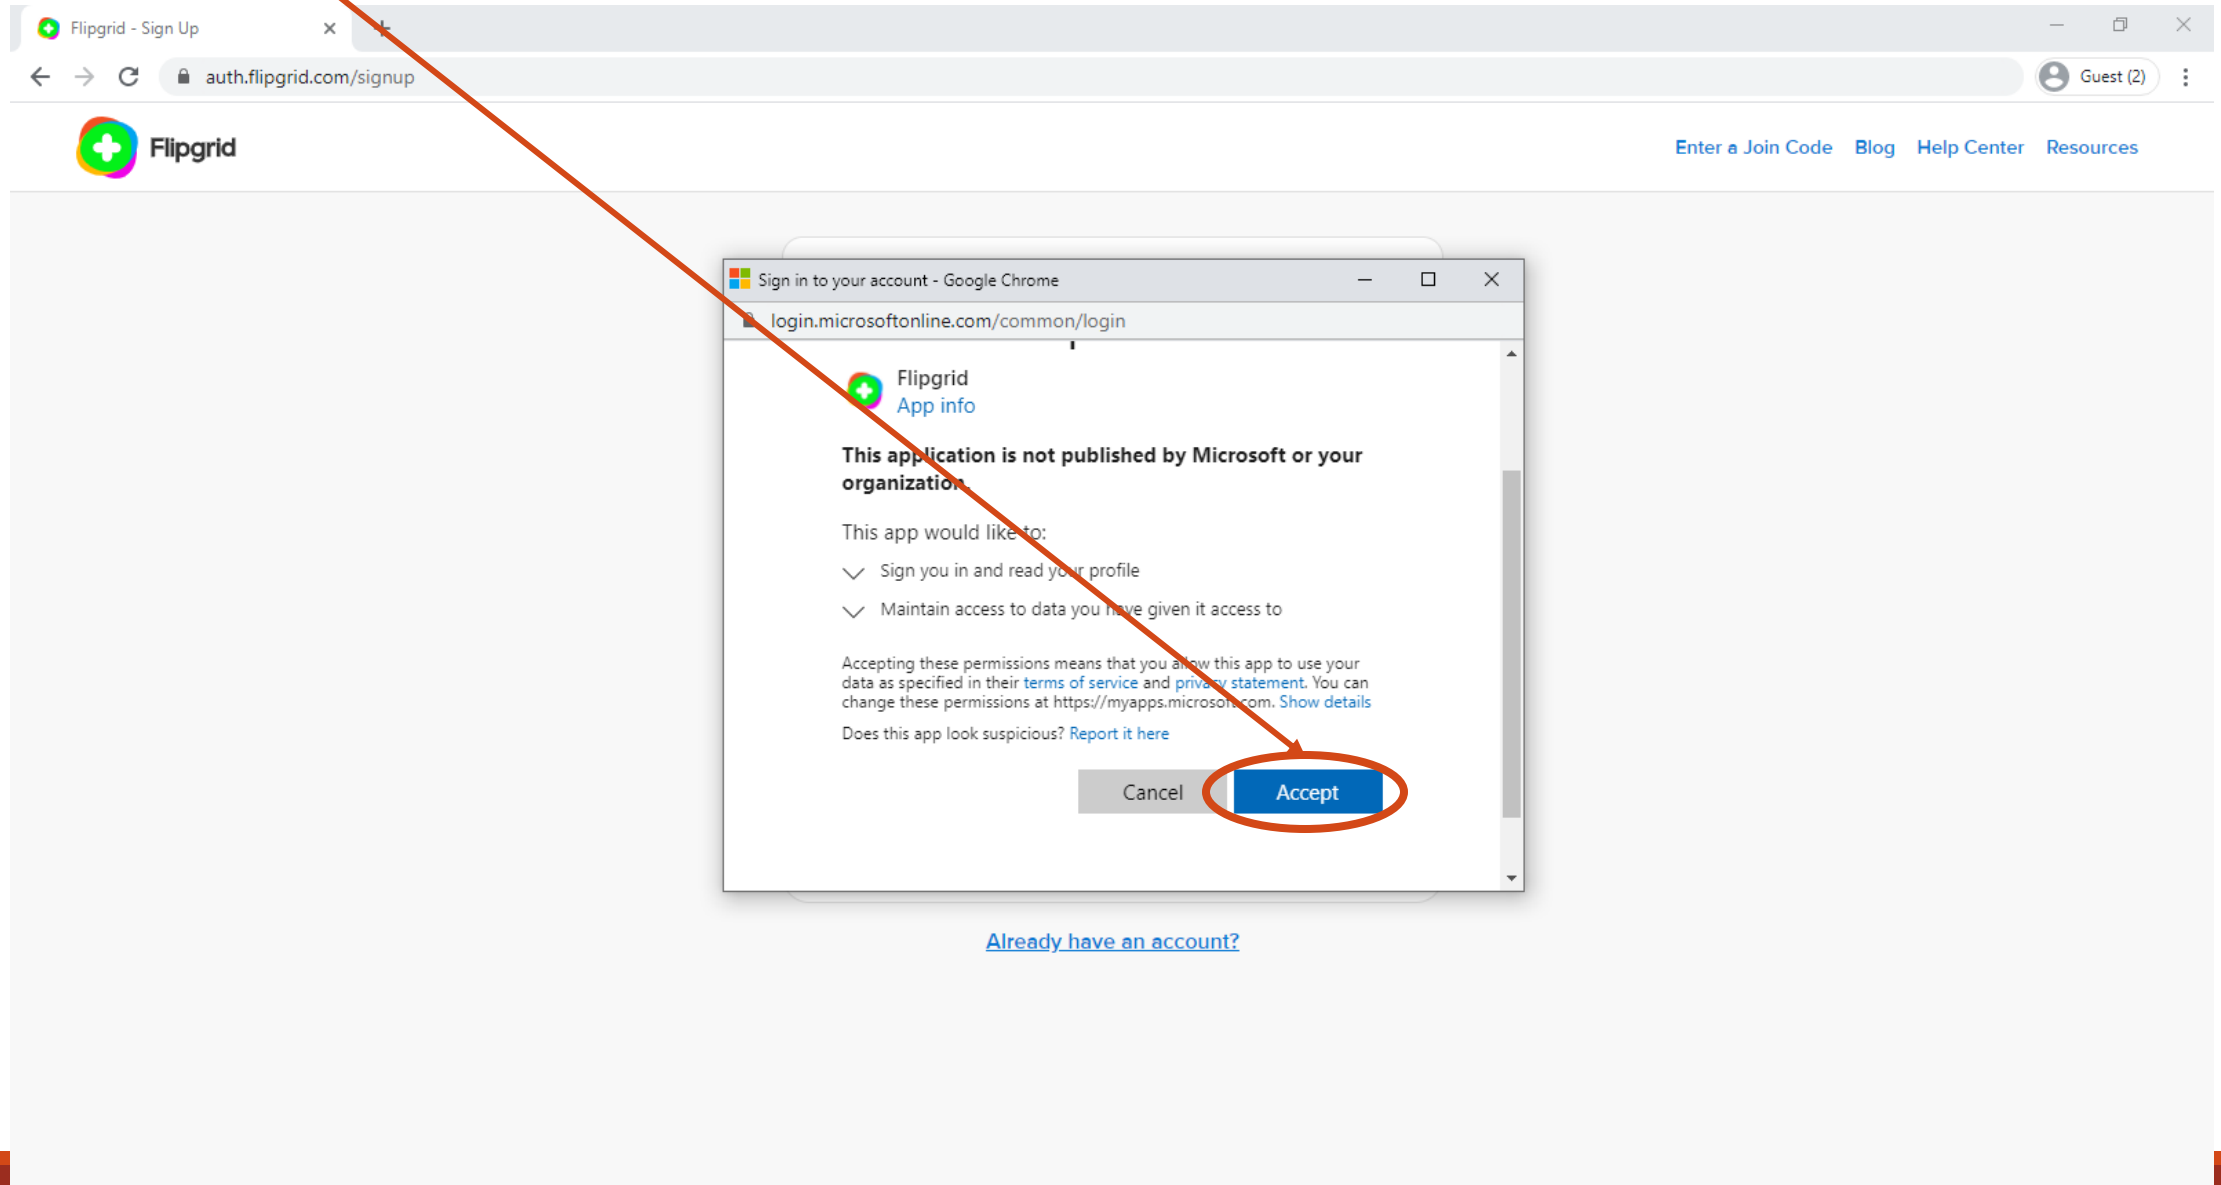 Flipgrid - Sign Up
auth.flipgrid.com/signup
Guest (2)
Flipgrid
Enter a Join Code Blog Help Center Resources
Sign in to your account - Google Chrome
login.microsoftonline.com/common/login
Flipgrid
App info
This application is not published by Microsoft or your
organization.
This app would like to:
Sign you in and read your profile
Maintain access to data you have given it access to
Accepting these permissions means that you allow this app to use your
data as specified in their terms of service and privacy statement. You can
change these permissions at https://myapps.microsoft.com. Show details
Does this app look suspicious? Report it here
Cancel Accept
Already have an account?